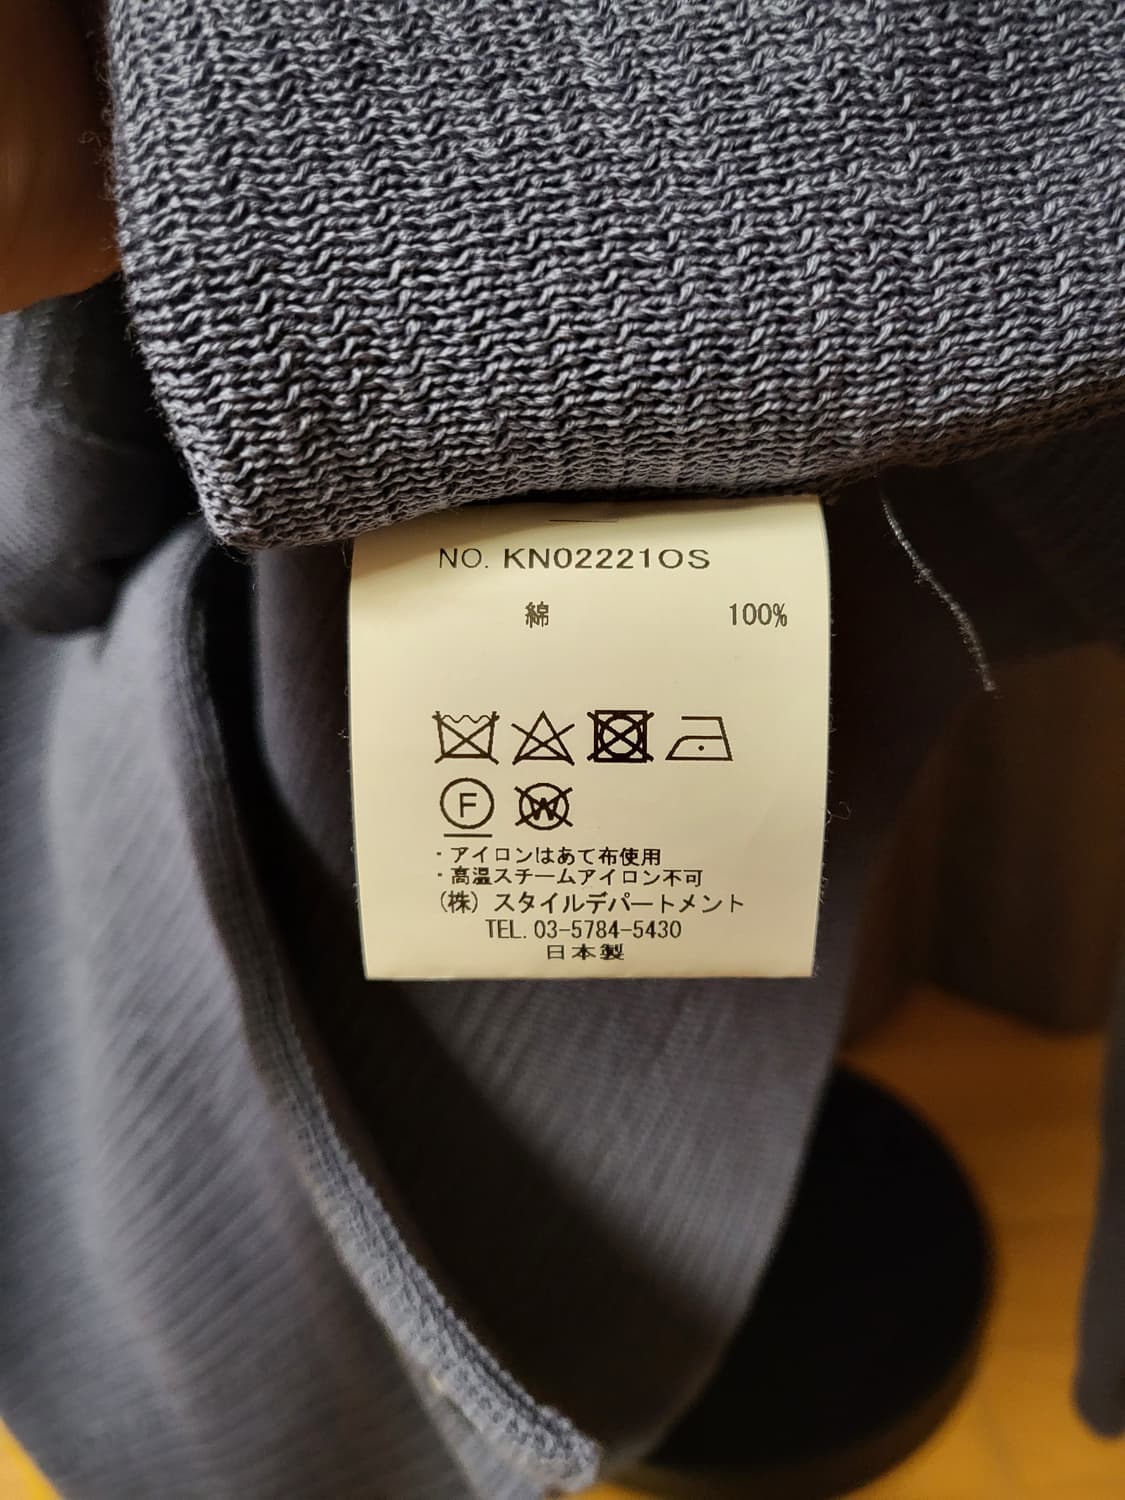 NO. KN02221OS
綿 100%
F
W
・アイロンはあて布使用
・高温スチームアイロン不可
(株) スタイルデパートメント
TEL. 03-5784-5430
日本製